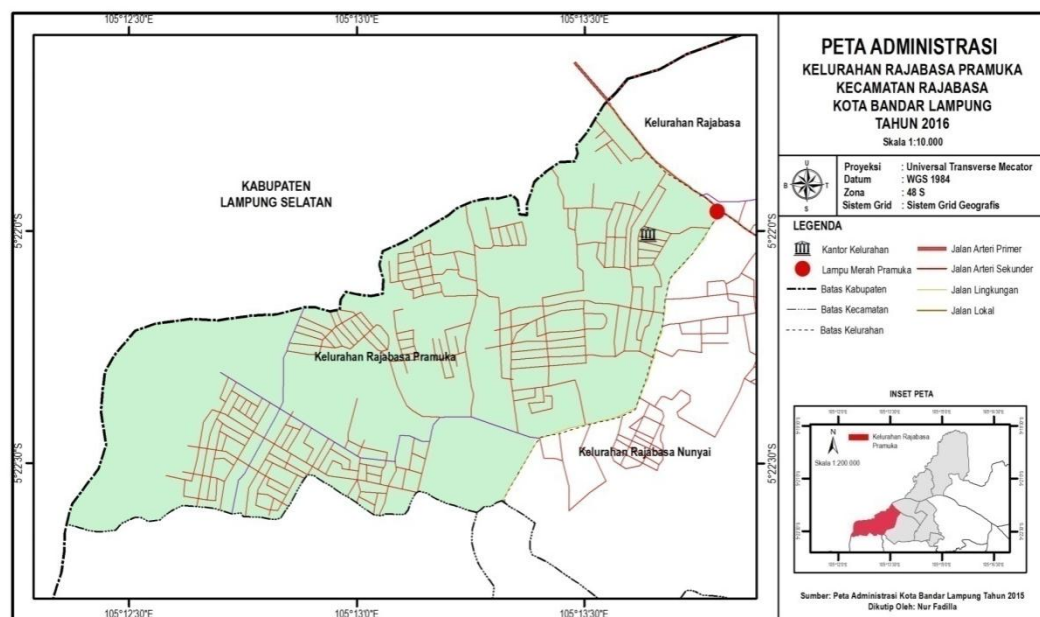 105°12'30"E
105°13'0"E
105°13'30"E
5°22'0"S
5°22'30"S
5°22'0"S
5°22'30"S
105°12'30"E
105°13'0"E
105°13'30"E
KABUPATEN
LAMPUNG SELATAN
Kelurahan Rajabasa
Kelurahan Rajabasa Pramuka
Kelurahan Rajabasa Nunyai
PETA ADMINISTRASI
KELURAHAN RAJABASA PRAMUKA
KECAMATAN RAJABASA
KOTA BANDAR LAMPUNG
TAHUN 2016
Skala 1:10.000
U
B T
S
Proyeksi : Universal Transverse Mecator
Datum : WGS 1984
Zona : 48 S
Sistem Grid : Sistem Grid Geografis
LEGENDA
Kantor Kelurahan
Lampu Merah Pramuka
Batas Kabupaten
Batas Kecamatan
Batas Kelurahan
Jalan Arteri Primer
Jalan Arteri Sekunder
Jalan Lingkungan
Jalan Lokal
INSET PETA
N
Skala 1:200.000
Kelurahan Rajabasa
Pramuka
Sumber: Peta Administrasi Kota Bandar Lampung Tahun 2015
Dikutip Oleh: Nur Fadilla